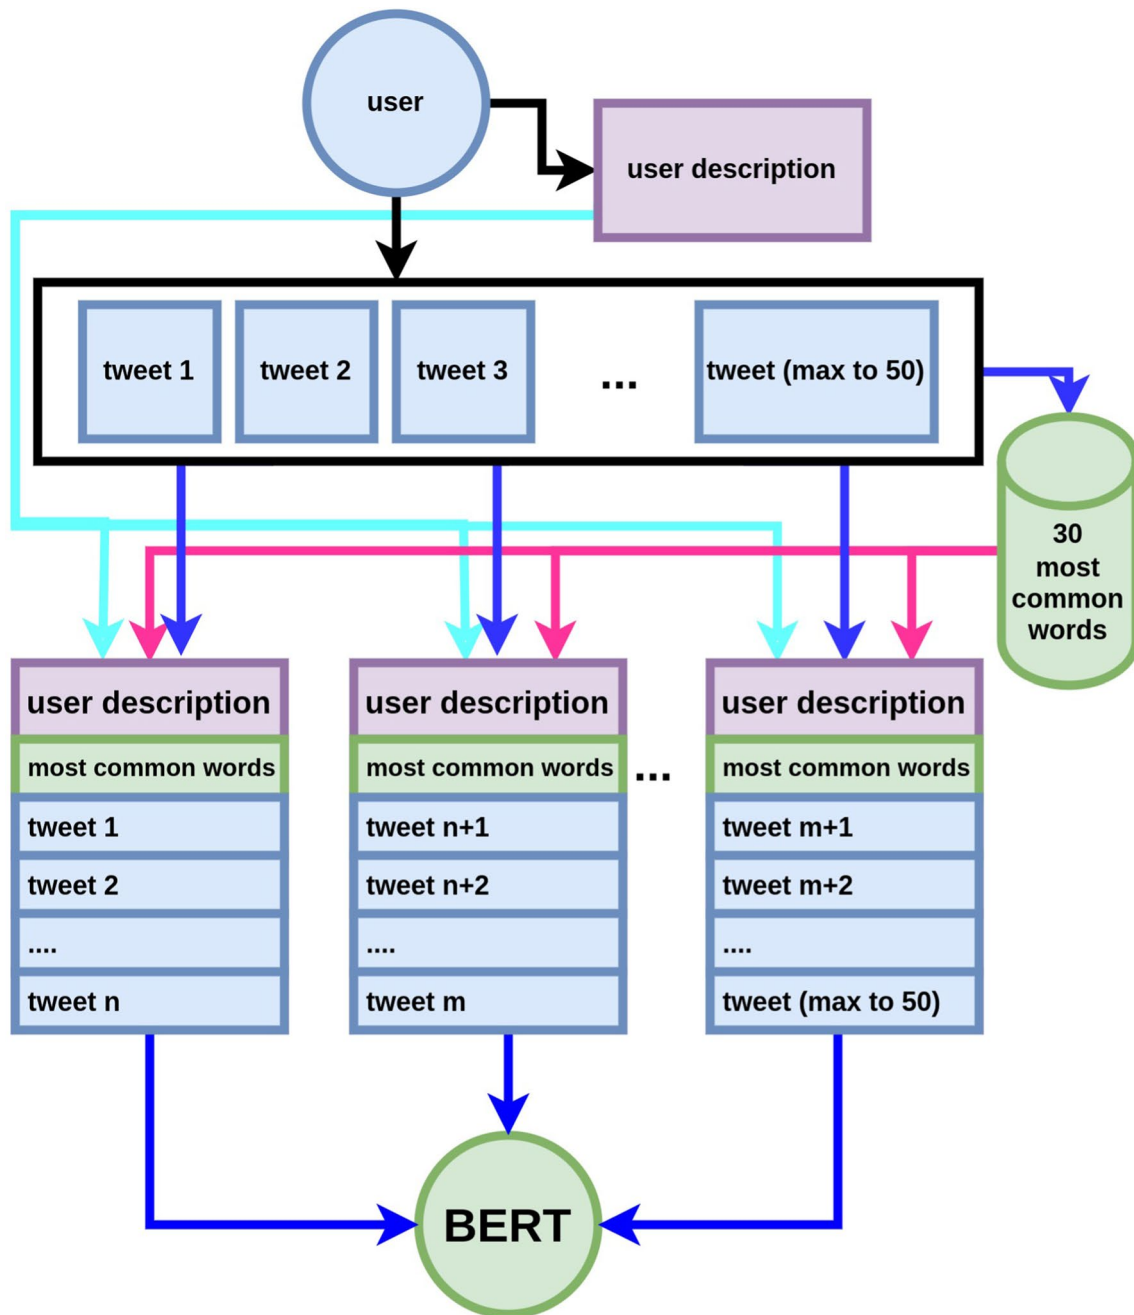 user
user description
tweet 1
tweet 2
tweet 3
...
tweet (max to 50)
30
most
common
words
user description
most common words
tweet 1
tweet 2
....
tweet n
user description
most common words
tweet n+1
tweet n+2
....
tweet m
...
user description
most common words
tweet m+1
tweet m+2
....
tweet (max to 50)
BERT